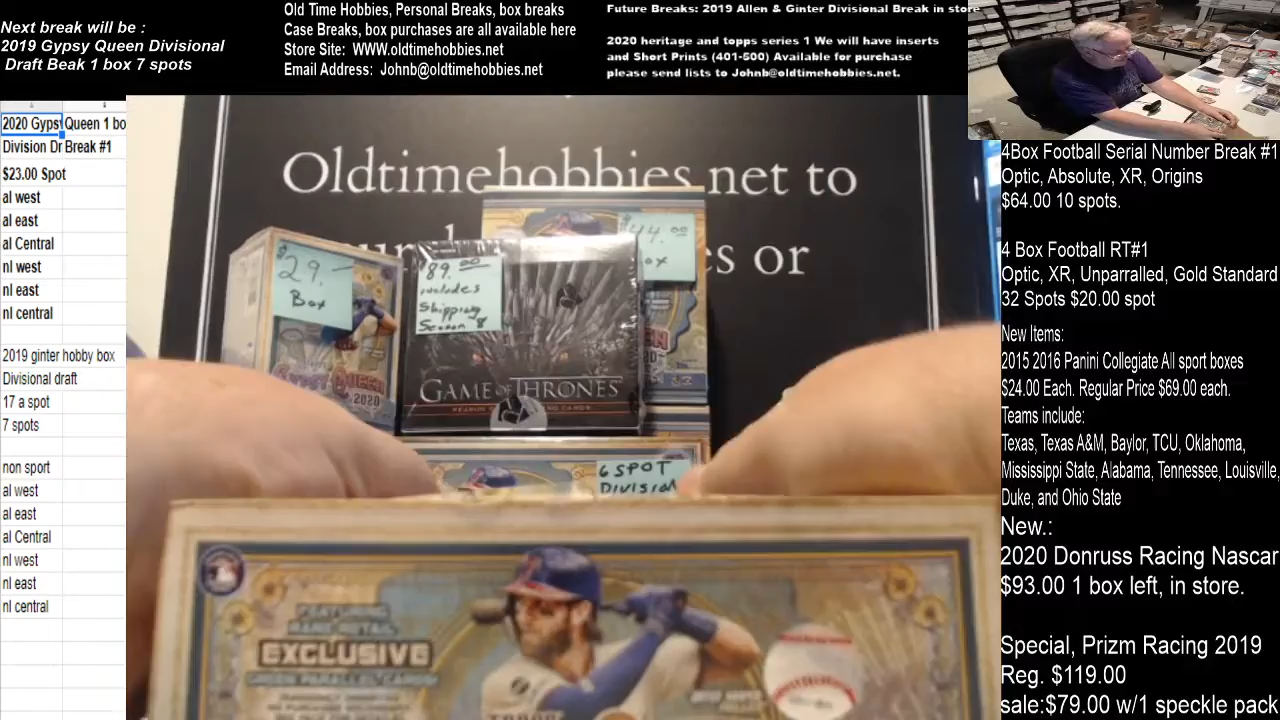 Next break will be :
2019 Gypsy Queen Divisional
Draft Beak 1 box 7 spots
Old Time Hobbies, Personal Breaks, box breaks
Case Breaks, box purchases are all available here
Store Site:  WWW.oldtimehobbies.net
Email Address:  Johnb@oldtimehobbies.net
Future Breaks: 2019 Allen & Ginter Divisional Break in store
2020 heritage and topps series 1 We will have inserts
and Short Prints (401-500) Available for purchase
please send lists to Johnb@oldtimehobbies.net.
2020 Gyps Queen 1 bo
Division Dr Break #1
$23.00 Spot
al west
al east
al Central
nl west
nl east
nl central
2019 ginter hobby box
Divisional draft
17 a spot
7 spots
non sport
al west
al east
al Central
nl west
nl east
nl central
Oldtimehobbies.net to
es or
$29.-
Box
GYPSY QUEEN
2020
$89.00
includes
Shipping
Season 8
GAME OF THRONES
44.00
Box
6 SPOT
DIVISION
FEATURING
EXCLUSIVE
GREEN PARALLEL CARDS!
4Box Football Serial Number Break #1
Optic, Absolute, XR, Origins
$64.00 10 spots.
4 Box Football RT#1
Optic, XR, Unparralled, Gold Standard
32 Spots $20.00 spot
New Items:
2015 2016 Panini Collegiate All sport boxes
$24.00 Each. Regular Price $69.00 each.
Teams include:
Texas, Texas A&M, Baylor, TCU, Oklahoma,
Mississippi State, Alabama, Tennessee, Louisville,
Duke, and Ohio State
New.:
2020 Donruss Racing Nascar
$93.00 1 box left, in store.
Special, Prizm Racing 2019
Reg. $119.00
sale:$79.00 w/1 speckle pack